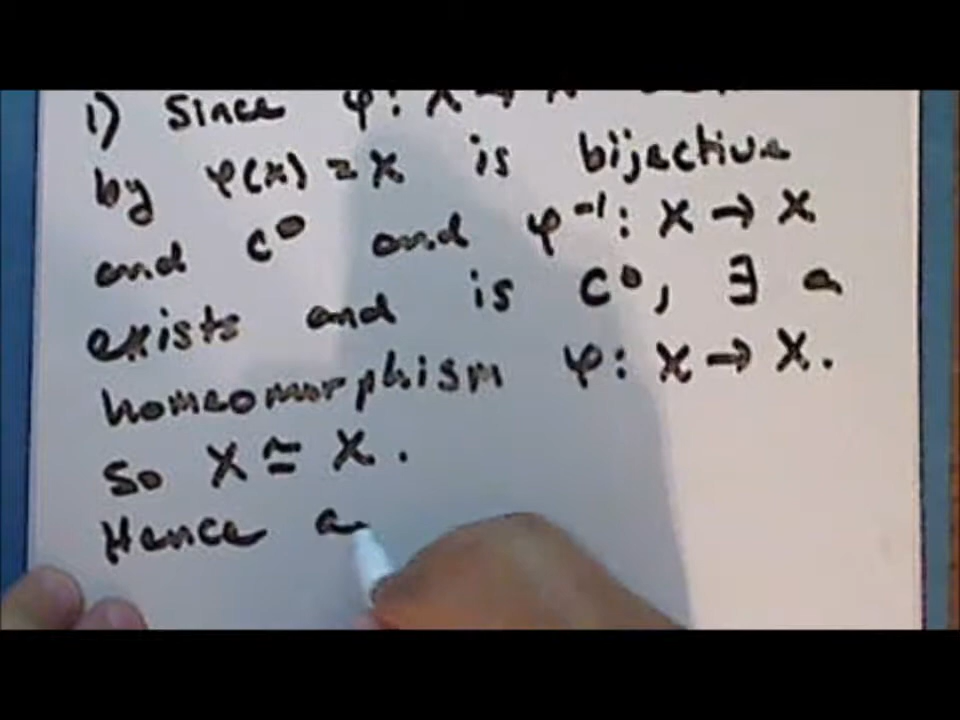 1) Since φ: X → X
by φ(x) = x is bijective
and C⁰ and φ⁻¹: X → X
exists and is C⁰, ∃ a
homeomorphism φ: X → X.
So X ≅ X.
Hence a